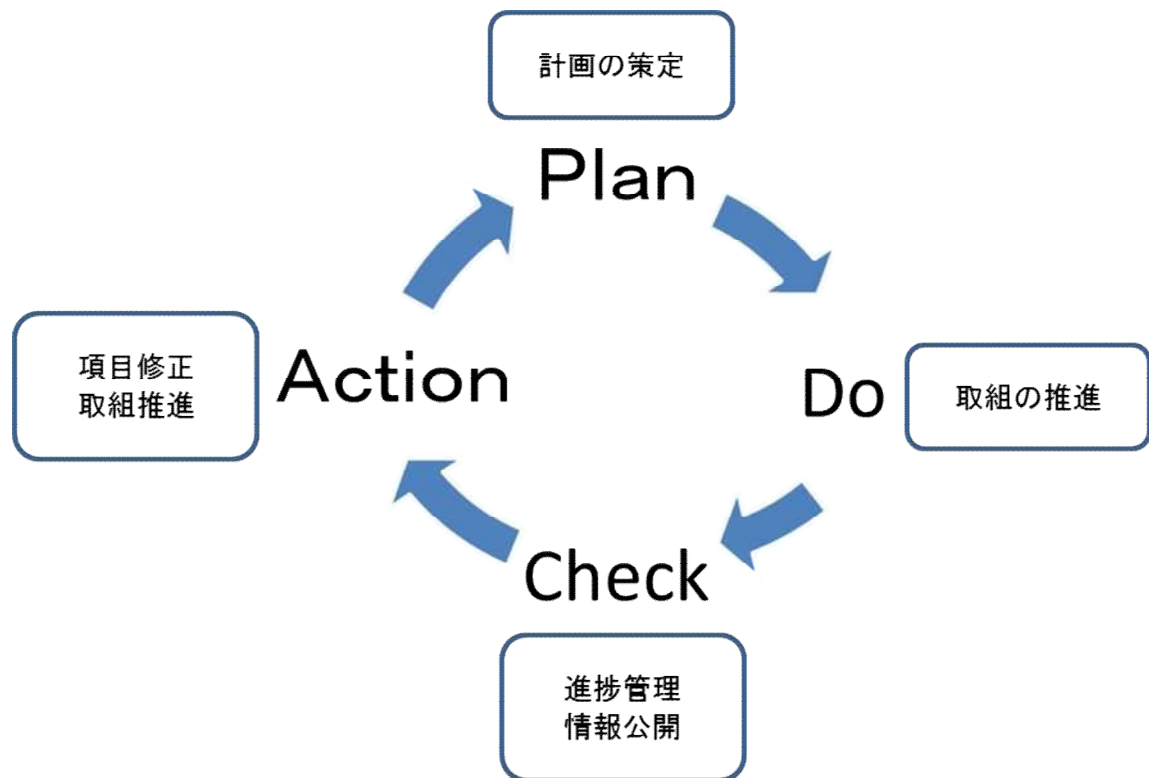 計画の策定
Plan
項目修正
取組推進
Action
Do
取組の推進
Check
進捗管理
情報公開